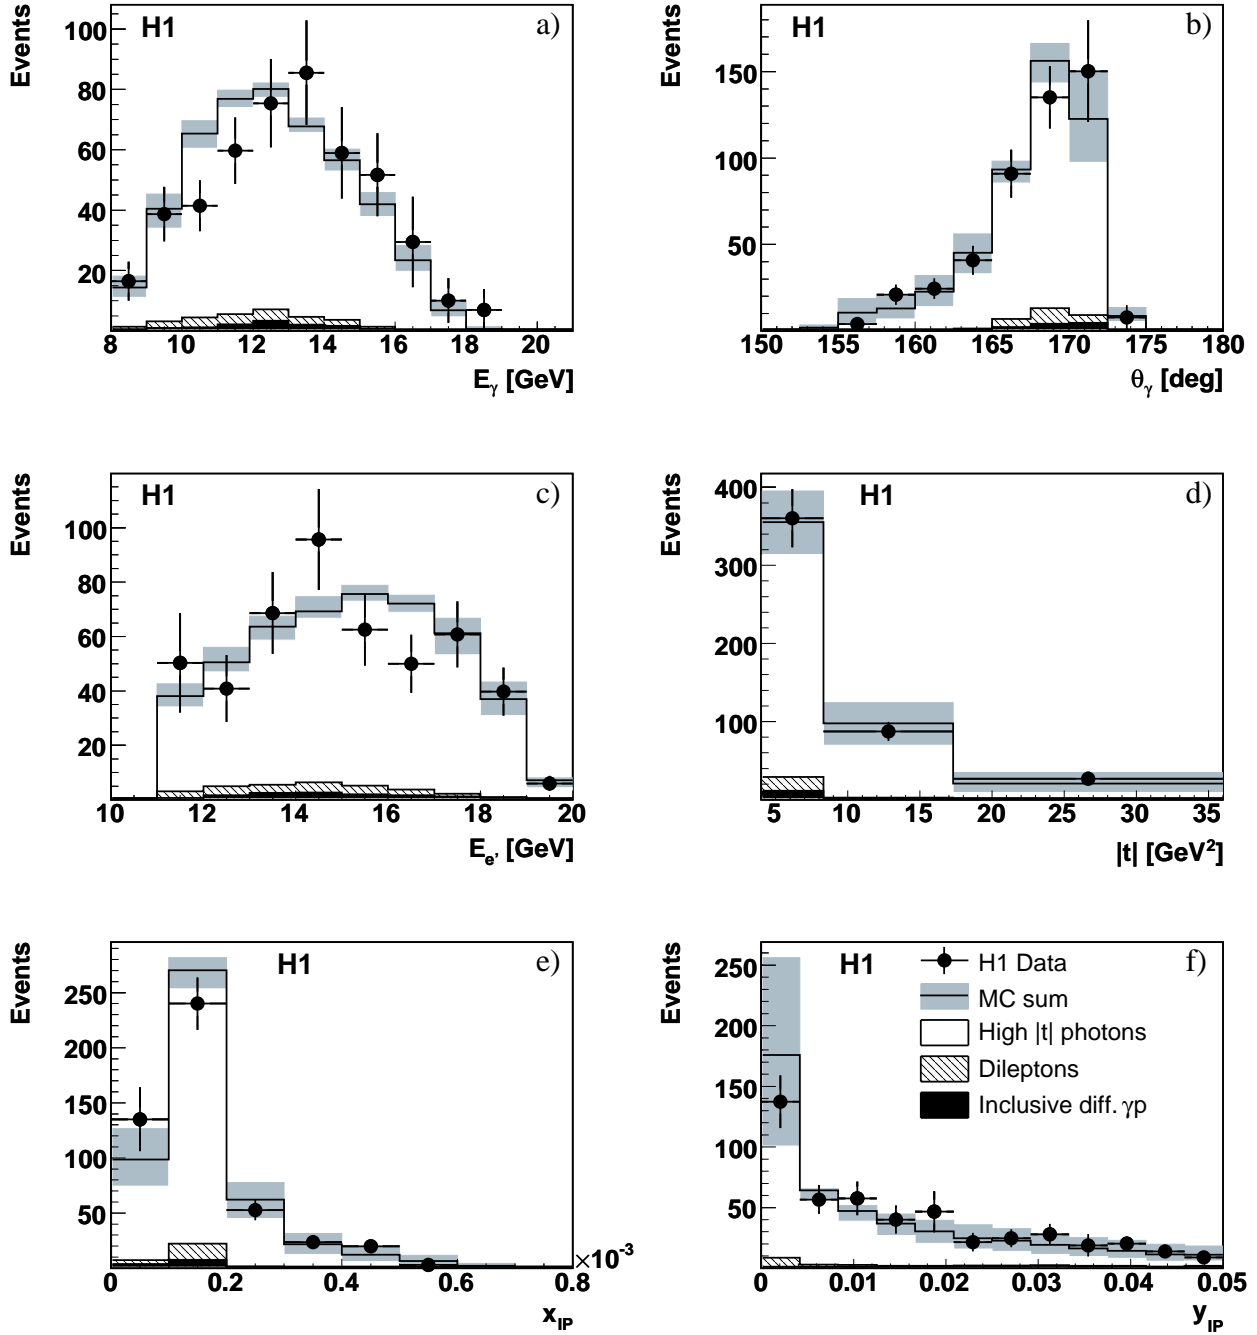 H1
a)
Events
100
80
60
40
20
8 10 12 14 16 18 20
E_γ [GeV]
H1
b)
Events
150
100
50
150 155 160 165 170 175 180
θ_γ [deg]
H1
c)
Events
100
80
60
40
20
10 12 14 16 18 20
E_e' [GeV]
H1
d)
Events
400
300
200
100
5 10 15 20 25 30 35
|t| [GeV²]
H1
e)
Events
250
200
150
100
50
0 0.2 0.4 0.6 0.8
×10⁻³
x_IP
H1
f)
Events
250
200
150
100
50
0 0.01 0.02 0.03 0.04 0.05
y_IP
H1 Data
MC sum
High |t| photons
Dileptons
Inclusive diff. γp